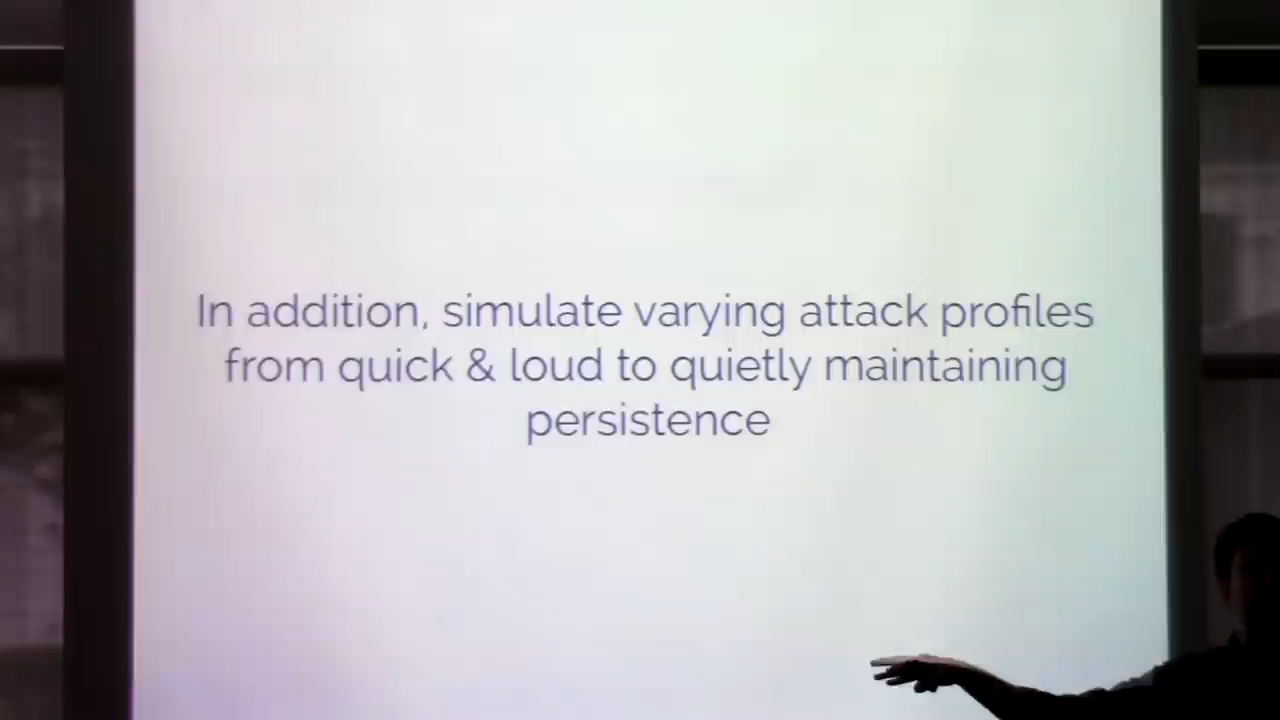 In addition, simulate varying attack profiles
from quick & loud to quietly maintaining
persistence